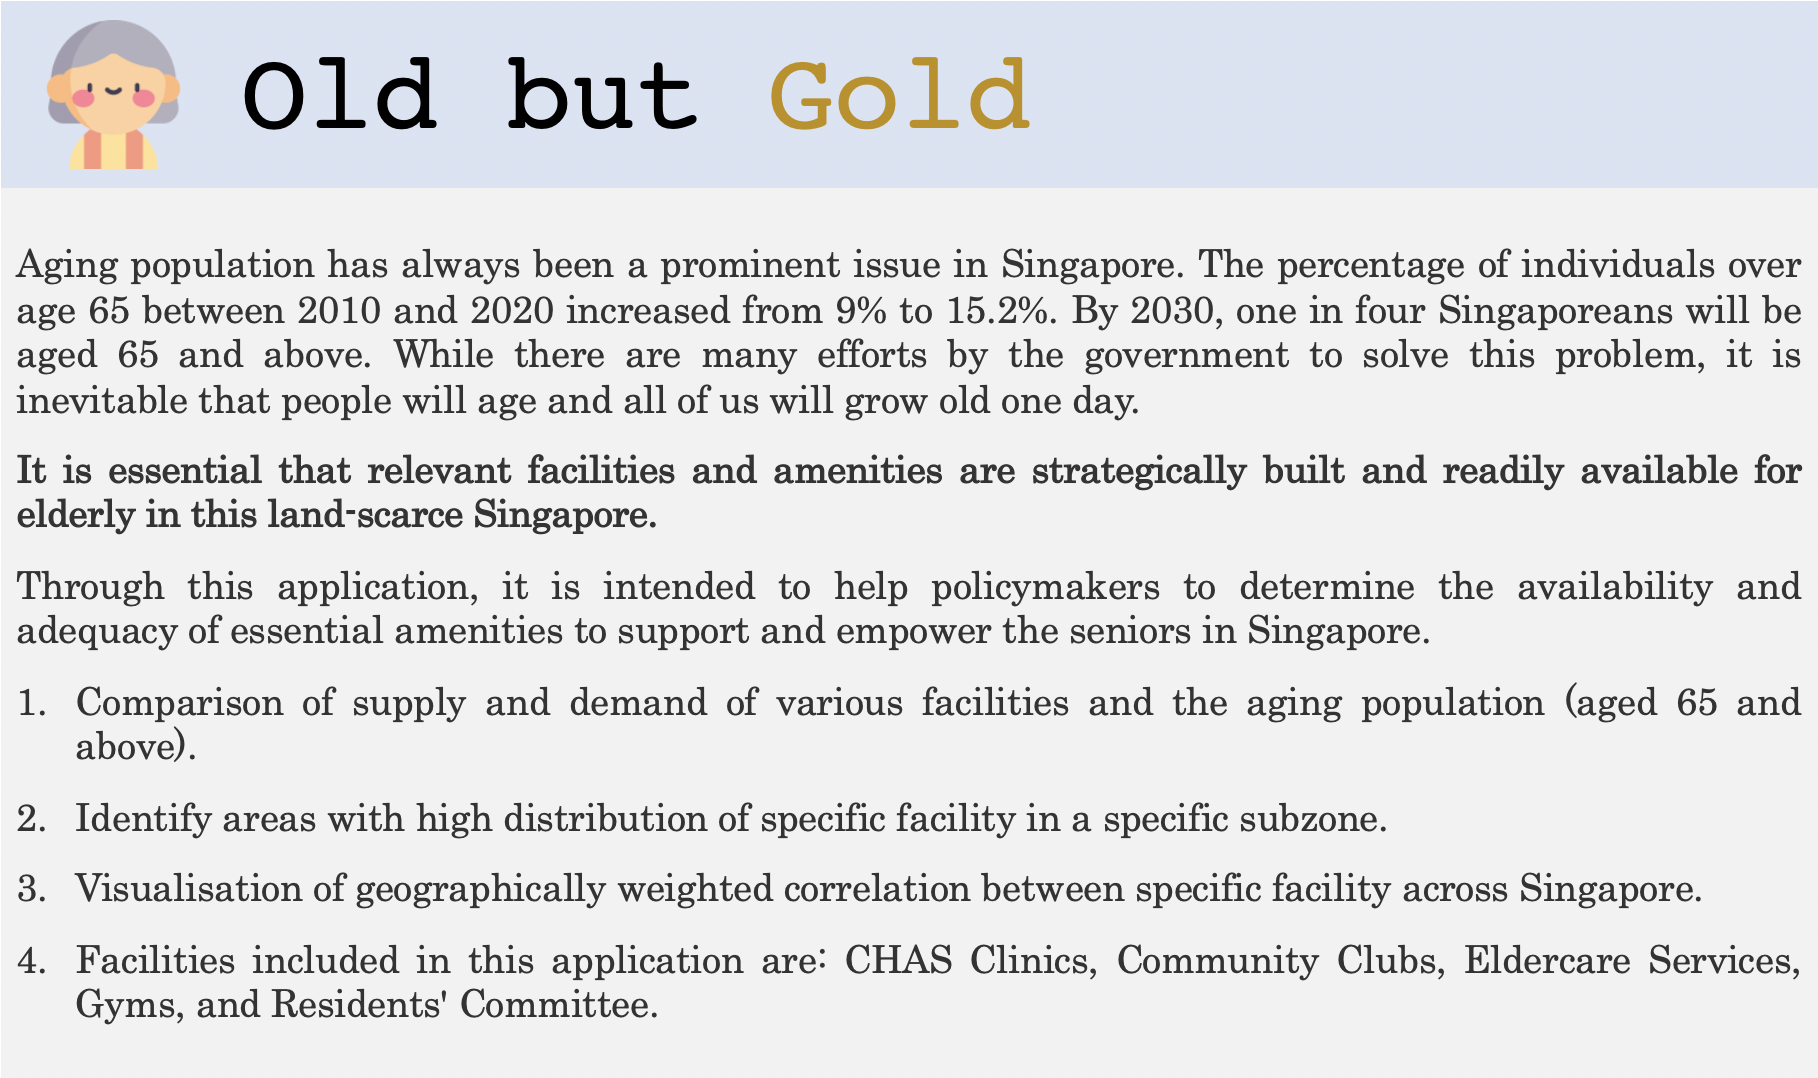 Old but Gold
Aging population has always been a prominent issue in Singapore. The percentage of individuals over
age 65 between 2010 and 2020 increased from 9% to 15.2%. By 2030, one in four Singaporeans will be
aged 65 and above. While there are many efforts by the government to solve this problem, it is
inevitable that people will age and all of us will grow old one day.
It is essential that relevant facilities and amenities are strategically built and readily available for
elderly in this land-scarce Singapore.
Through this application, it is intended to help policymakers to determine the availability and
adequacy of essential amenities to support and empower the seniors in Singapore.
1. Comparison of supply and demand of various facilities and the aging population (aged 65 and
above).
2. Identify areas with high distribution of specific facility in a specific subzone.
3. Visualisation of geographically weighted correlation between specific facility across Singapore.
4. Facilities included in this application are: CHAS Clinics, Community Clubs, Eldercare Services,
Gyms, and Residents' Committee.